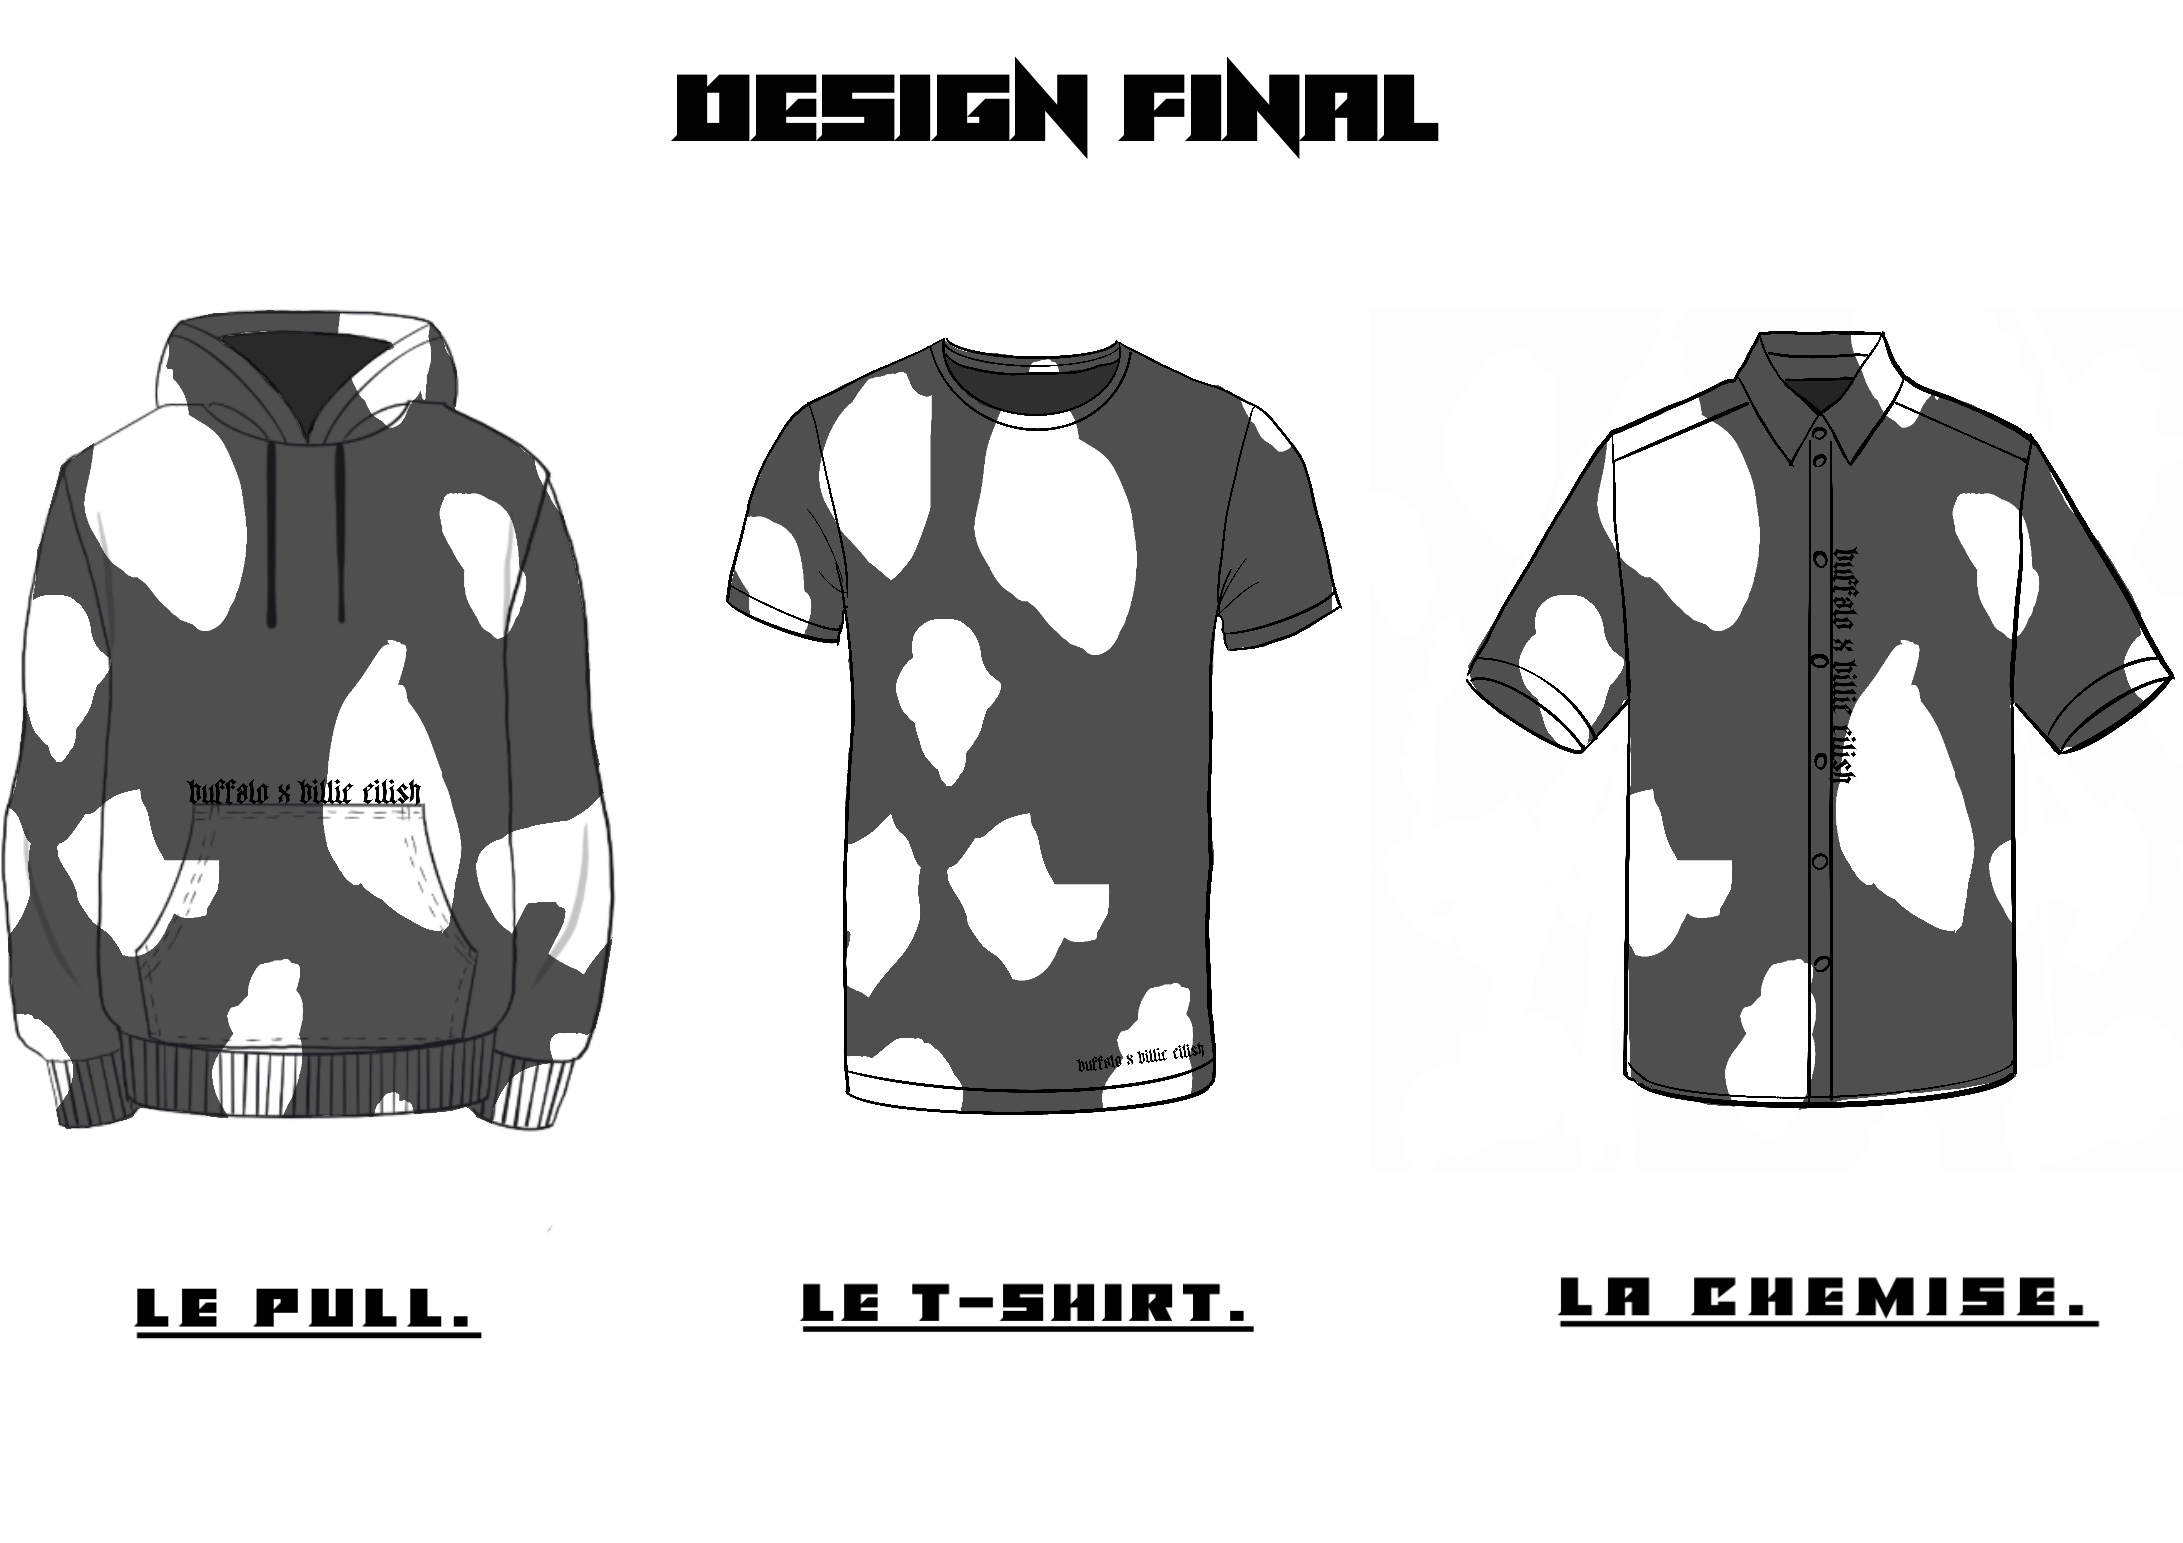 DESIGN FINAL
buffalo x billie eilish
buffalo x billie eilish
buffalo x billie eilish
LE PULL.
LE T-SHIRT.
LA CHEMISE.